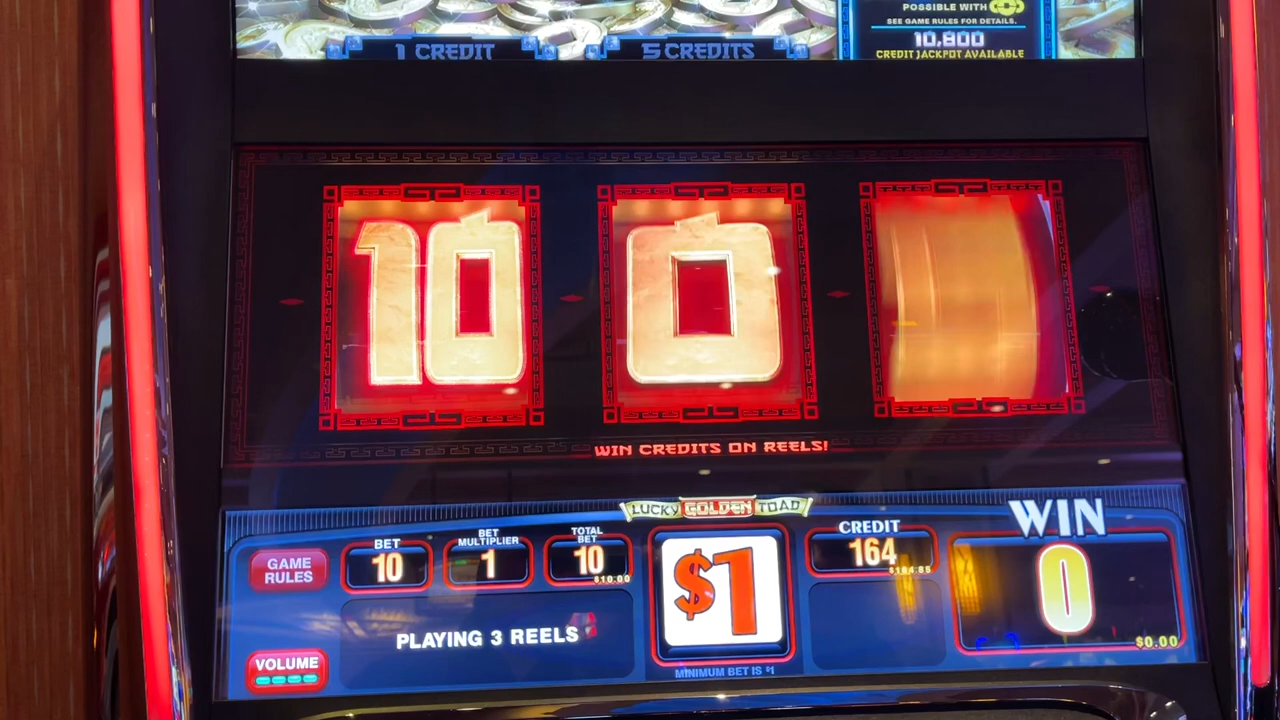 POSSIBLE WITH
SEE GAME RULES FOR DETAILS.
10,800
CREDIT JACKPOT AVAILABLE
1 CREDIT
5 CREDITS
10
0
WIN CREDITS ON REELS!
LUCKY GOLDEN TOAD
GAME RULES
BET
10
BET MULTIPLIER
1
TOTAL BET
10
$10.00
$1
MINIMUM BET IS $1
CREDIT
164
$164.85
WIN
0
$0.00
PLAYING 3 REELS
VOLUME